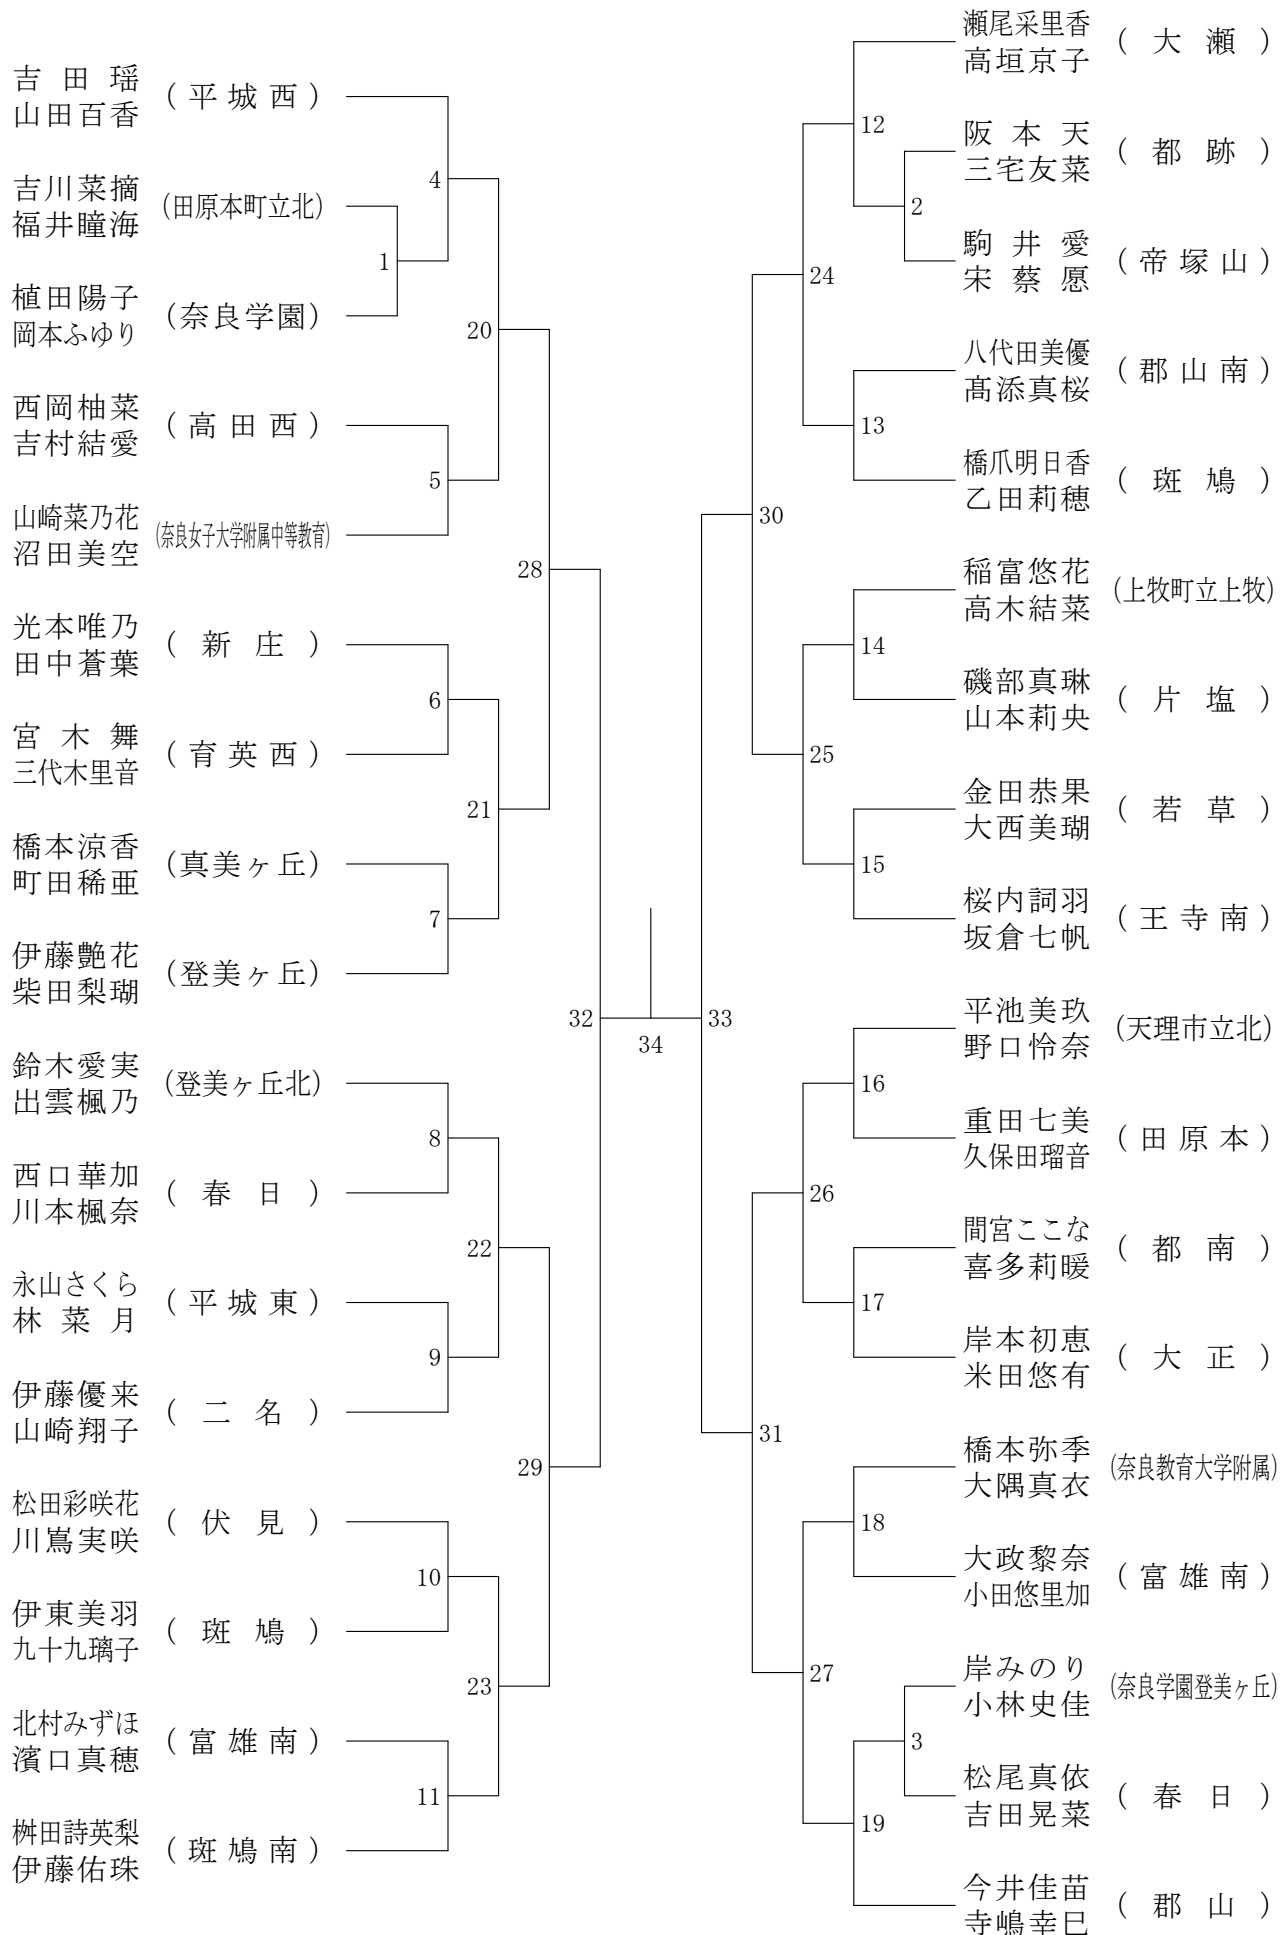 吉田瑶
山田百香
(平城西)
吉川菜摘
福井瞳海
(田原本町立北)
植田陽子
岡本ふゆり
(奈良学園)
西岡柚菜
吉村結愛
(高田西)
山崎菜乃花
沼田美空
(奈良女子大学附属中等教育)
光本唯乃
田中蒼葉
(新庄)
宮木舞
三代木里音
(育英西)
橋本涼香
町田稀亜
(真美ヶ丘)
伊藤艶花
柴田梨瑚
(登美ヶ丘)
鈴木愛実
出雲楓乃
(登美ヶ丘北)
西口華加
川本楓奈
(春日)
永山さくら
林菜月
(平城東)
伊藤優来
山崎翔子
(二名)
松田彩咲花
川嶌実咲
(伏見)
伊東美羽
九十九璃子
(斑鳩)
北村みずほ
濱口真穂
(富雄南)
桝田詩英梨
伊藤佑珠
(斑鳩南)
4
1
20
5
28
6
21
7
32
8
22
9
29
10
23
11
34
33
12
2
24
13
30
14
25
15
16
26
17
31
18
27
3
19
瀬尾采里香
高垣京子
(大瀬)
阪本天
三宅友菜
(都跡)
駒井愛
宋蔡愿
(帝塚山)
八代田美優
髙添真桜
(郡山南)
橋爪明日香
乙田莉穂
(斑鳩)
稲富悠花
高木結菜
(上牧町立上牧)
磯部真琳
山本莉央
(片塩)
金田恭果
大西美瑚
(若草)
桜内詞羽
坂倉七帆
(王寺南)
平池美玖
野口怜奈
(天理市立北)
重田七美
久保田瑠音
(田原本)
間宮ここな
喜多莉暖
(都南)
岸本初恵
米田悠有
(大正)
橋本弥季
大隅真衣
(奈良教育大学附属)
大政黎奈
小田悠里加
(富雄南)
岸みのり
小林史佳
(奈良学園登美ヶ丘)
松尾真依
吉田晃菜
(春日)
今井佳苗
寺嶋幸巳
(郡山)